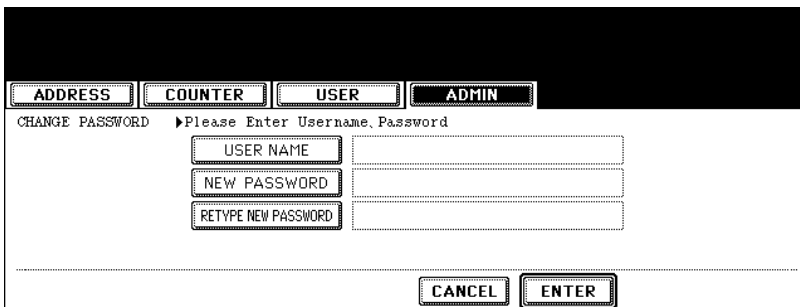 ADDRESS COUNTER USER ADMIN
CHANGE PASSWORD ▶Please Enter Username、Password
USER NAME
NEW PASSWORD
RETYPE NEW PASSWORD
CANCEL ENTER